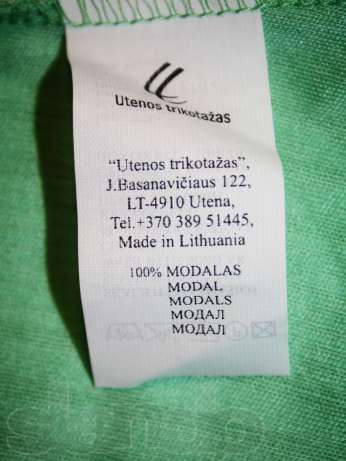 Utenos trikotažas
"Utenos trikotažas",
J.Basanavičiaus 122,
LT-4910 Utena,
Tel.+370 389 51445,
Made in Lithuania
100% MODALAS
MODAL
MODALS
МОДАЛ
МОДАЛ